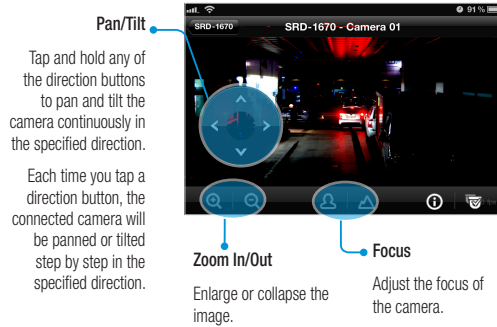 91 %
SRD-1670
SRD-1670 - Camera 01
Pan/Tilt
Tap and hold any of
the direction buttons
to pan and tilt the
camera continuously in
the specified direction.
Each time you tap a
direction button, the
connected camera will
be panned or tilted
step by step in the
specified direction.
Zoom In/Out
Enlarge or collapse the
image.
Focus
Adjust the focus of
the camera.